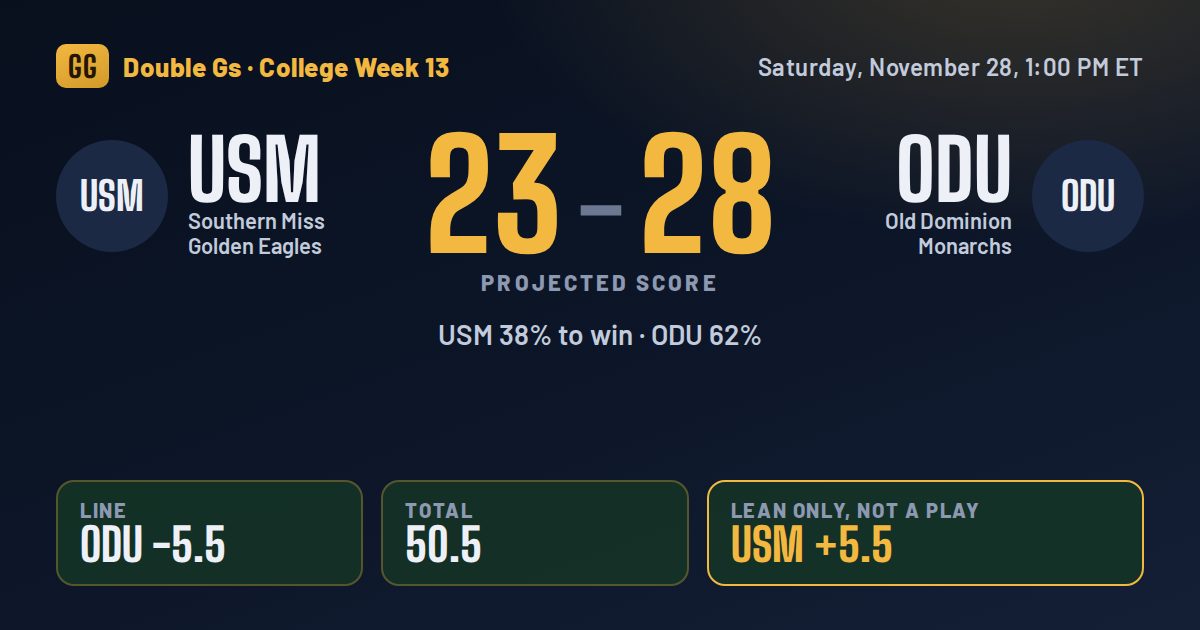 GG
Double Gs · College Week 13
Saturday, November 28, 1:00 PM ET
USM
USM
Southern Miss
Golden Eagles
23 – 28
PROJECTED SCORE
USM 38% to win · ODU 62%
ODU
Old Dominion
Monarchs
ODU
LINE
ODU −5.5
TOTAL
50.5
LEAN ONLY, NOT A PLAY
USM +5.5